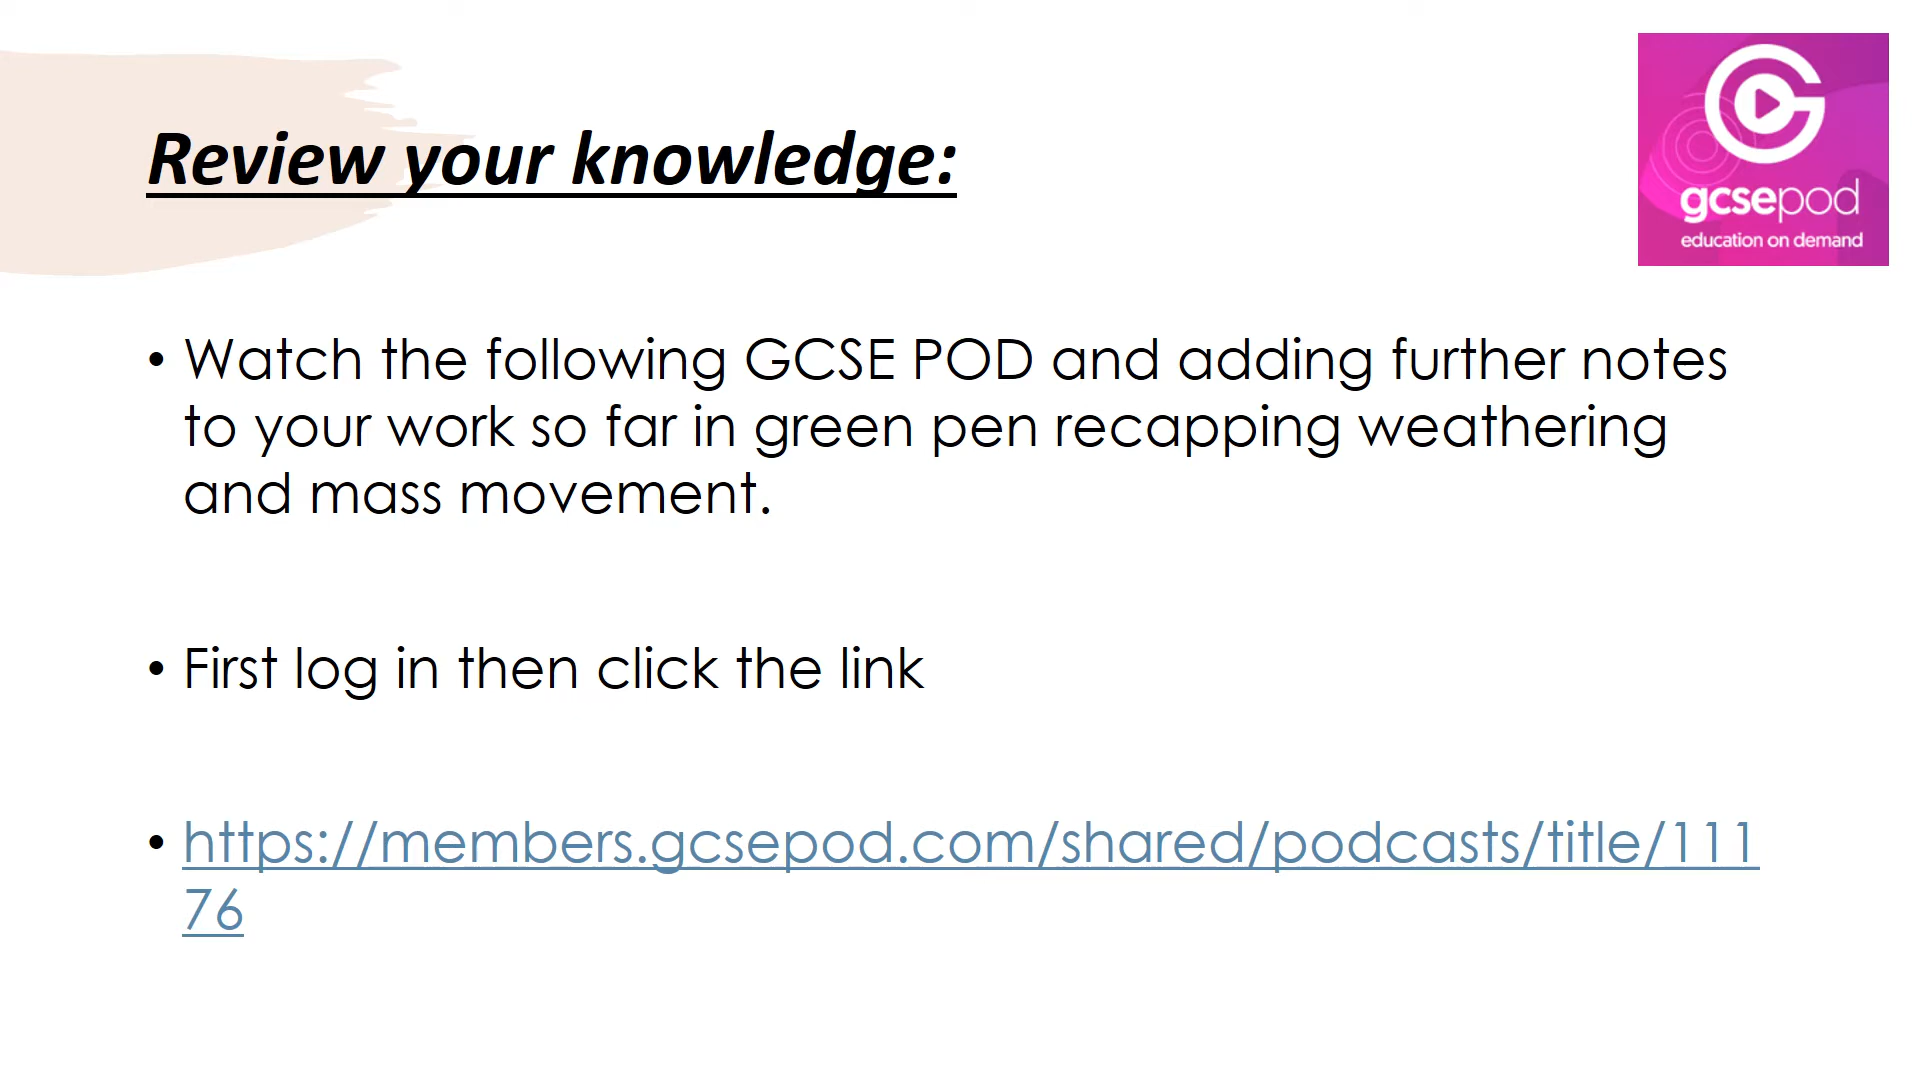 Review your knowledge:
gcsepod
education on demand
• Watch the following GCSE POD and adding further notes
to your work so far in green pen recapping weathering
and mass movement.
• First log in then click the link
• https://members.gcsepod.com/shared/podcasts/title/111
76